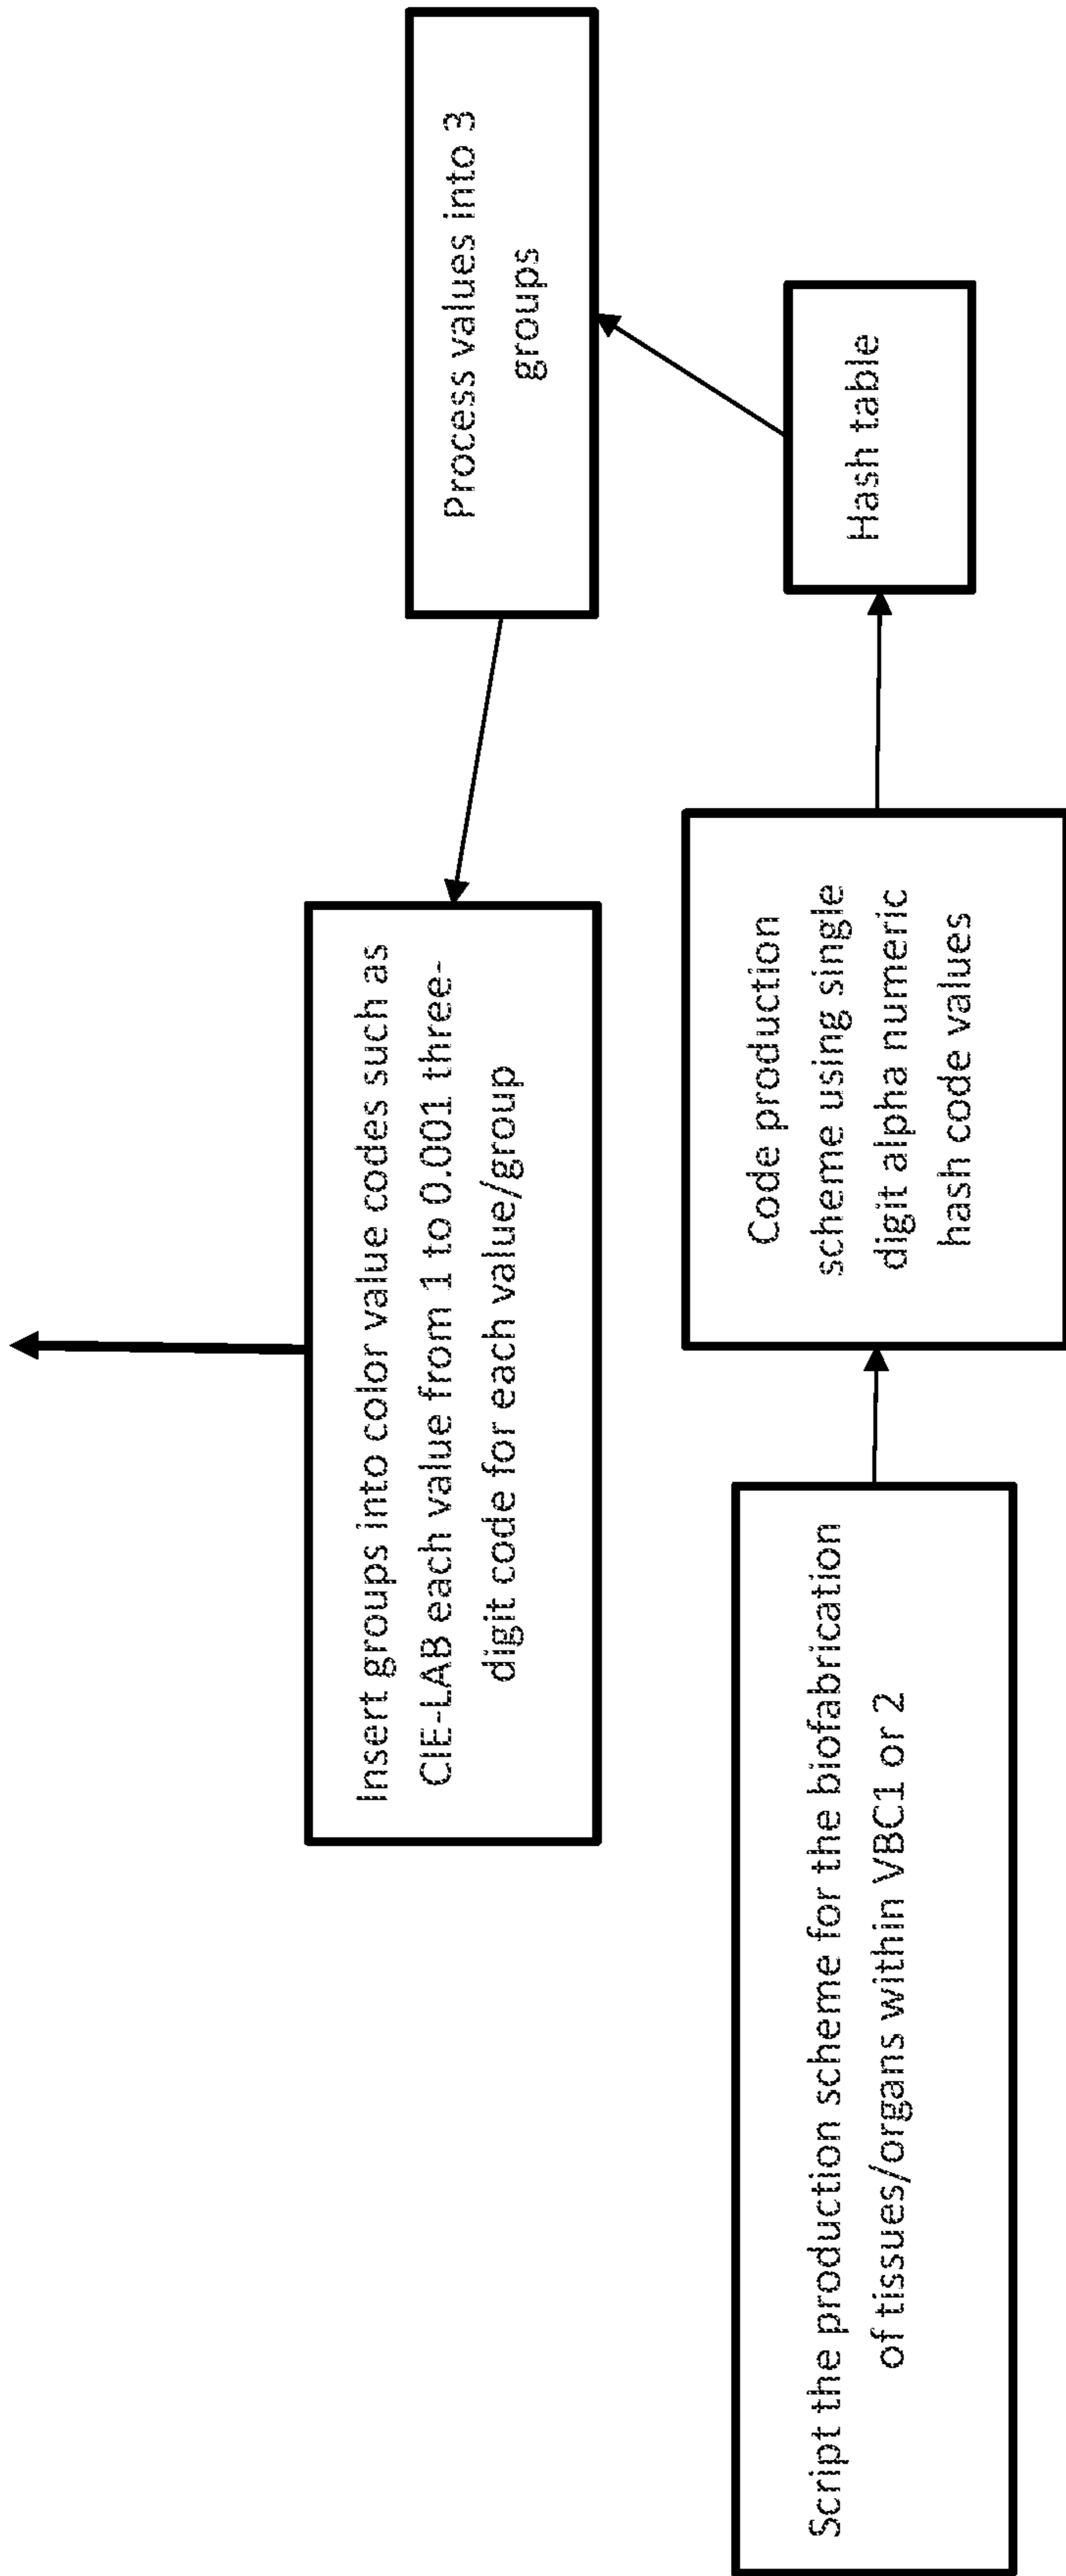 Script the production scheme for the biofabrication
of tissues/organs within VBC1 or 2
Code production
scheme using single
digit alpha numeric
hash code values
Hash table
Process values into 3
groups
Insert groups into color value codes such as
CIE-LAB each value from 1 to 0.001 three-
digit code for each value/group